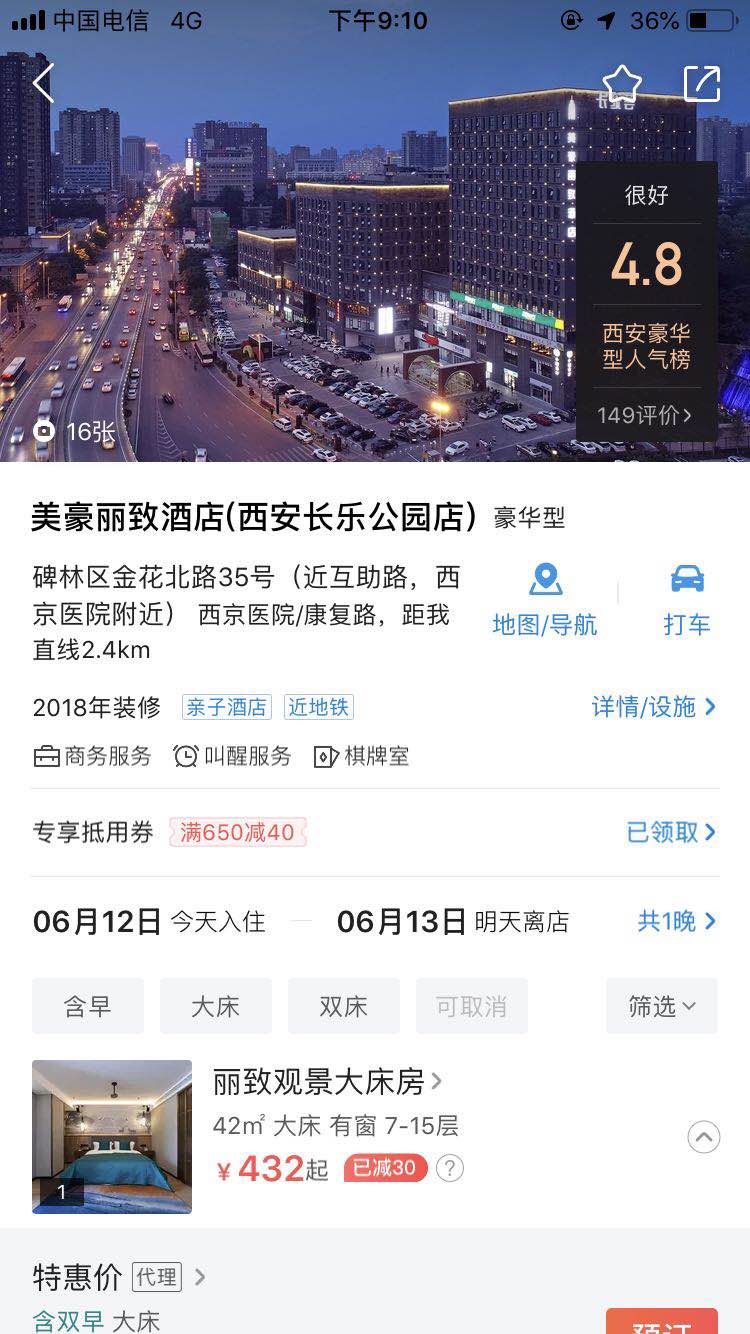 中国电信 4G 下午9:10 36%
很好
4.8
西安豪华
型人气榜
149评价
16张
美豪丽致酒店(西安长乐公园店) 豪华型
碑林区金花北路35号（近互助路，西
京医院附近） 西京医院/康复路，距我
直线2.4km
地图/导航 打车
2018年装修 亲子酒店 近地铁 详情/设施
商务服务 叫醒服务 棋牌室
专享抵用券 满650减40 已领取
06月12日 今天入住 — 06月13日 明天离店 共1晚
含早 大床 双床 可取消 筛选
丽致观景大床房
42㎡ 大床 有窗 7-15层
¥432起 已减30 ?
1
特惠价 代理
含双早 大床
预订